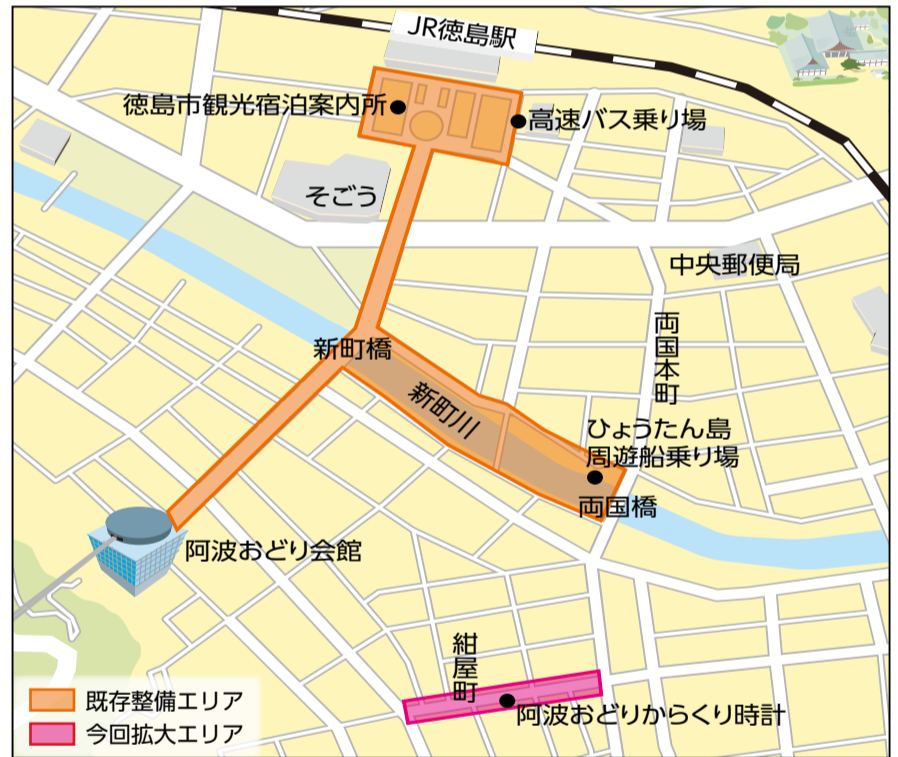 JR徳島駅
徳島市観光宿泊案内所
高速バス乗り場
そごう
中央郵便局
新町橋
両国本町
新町川
ひょうたん島
周遊船乗り場
両国橋
阿波おどり会館
紺屋町
阿波おどりからくり時計
既存整備エリア
今回拡大エリア